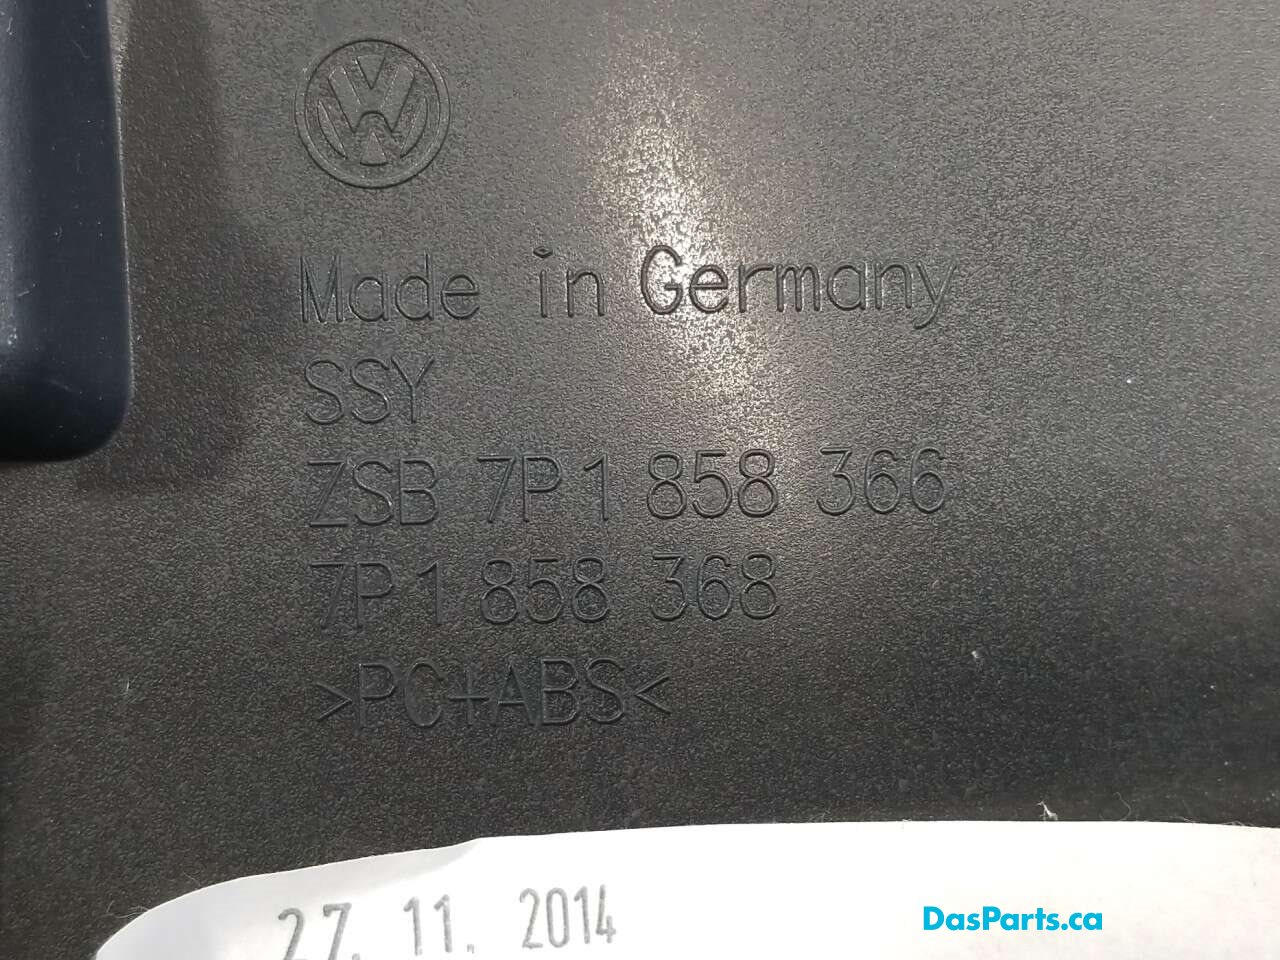 Made in Germany
SSY
ZSB 7P1 858 366
7P1 858 368
>PC+ABS<
27. 11. 2014
DasParts.ca